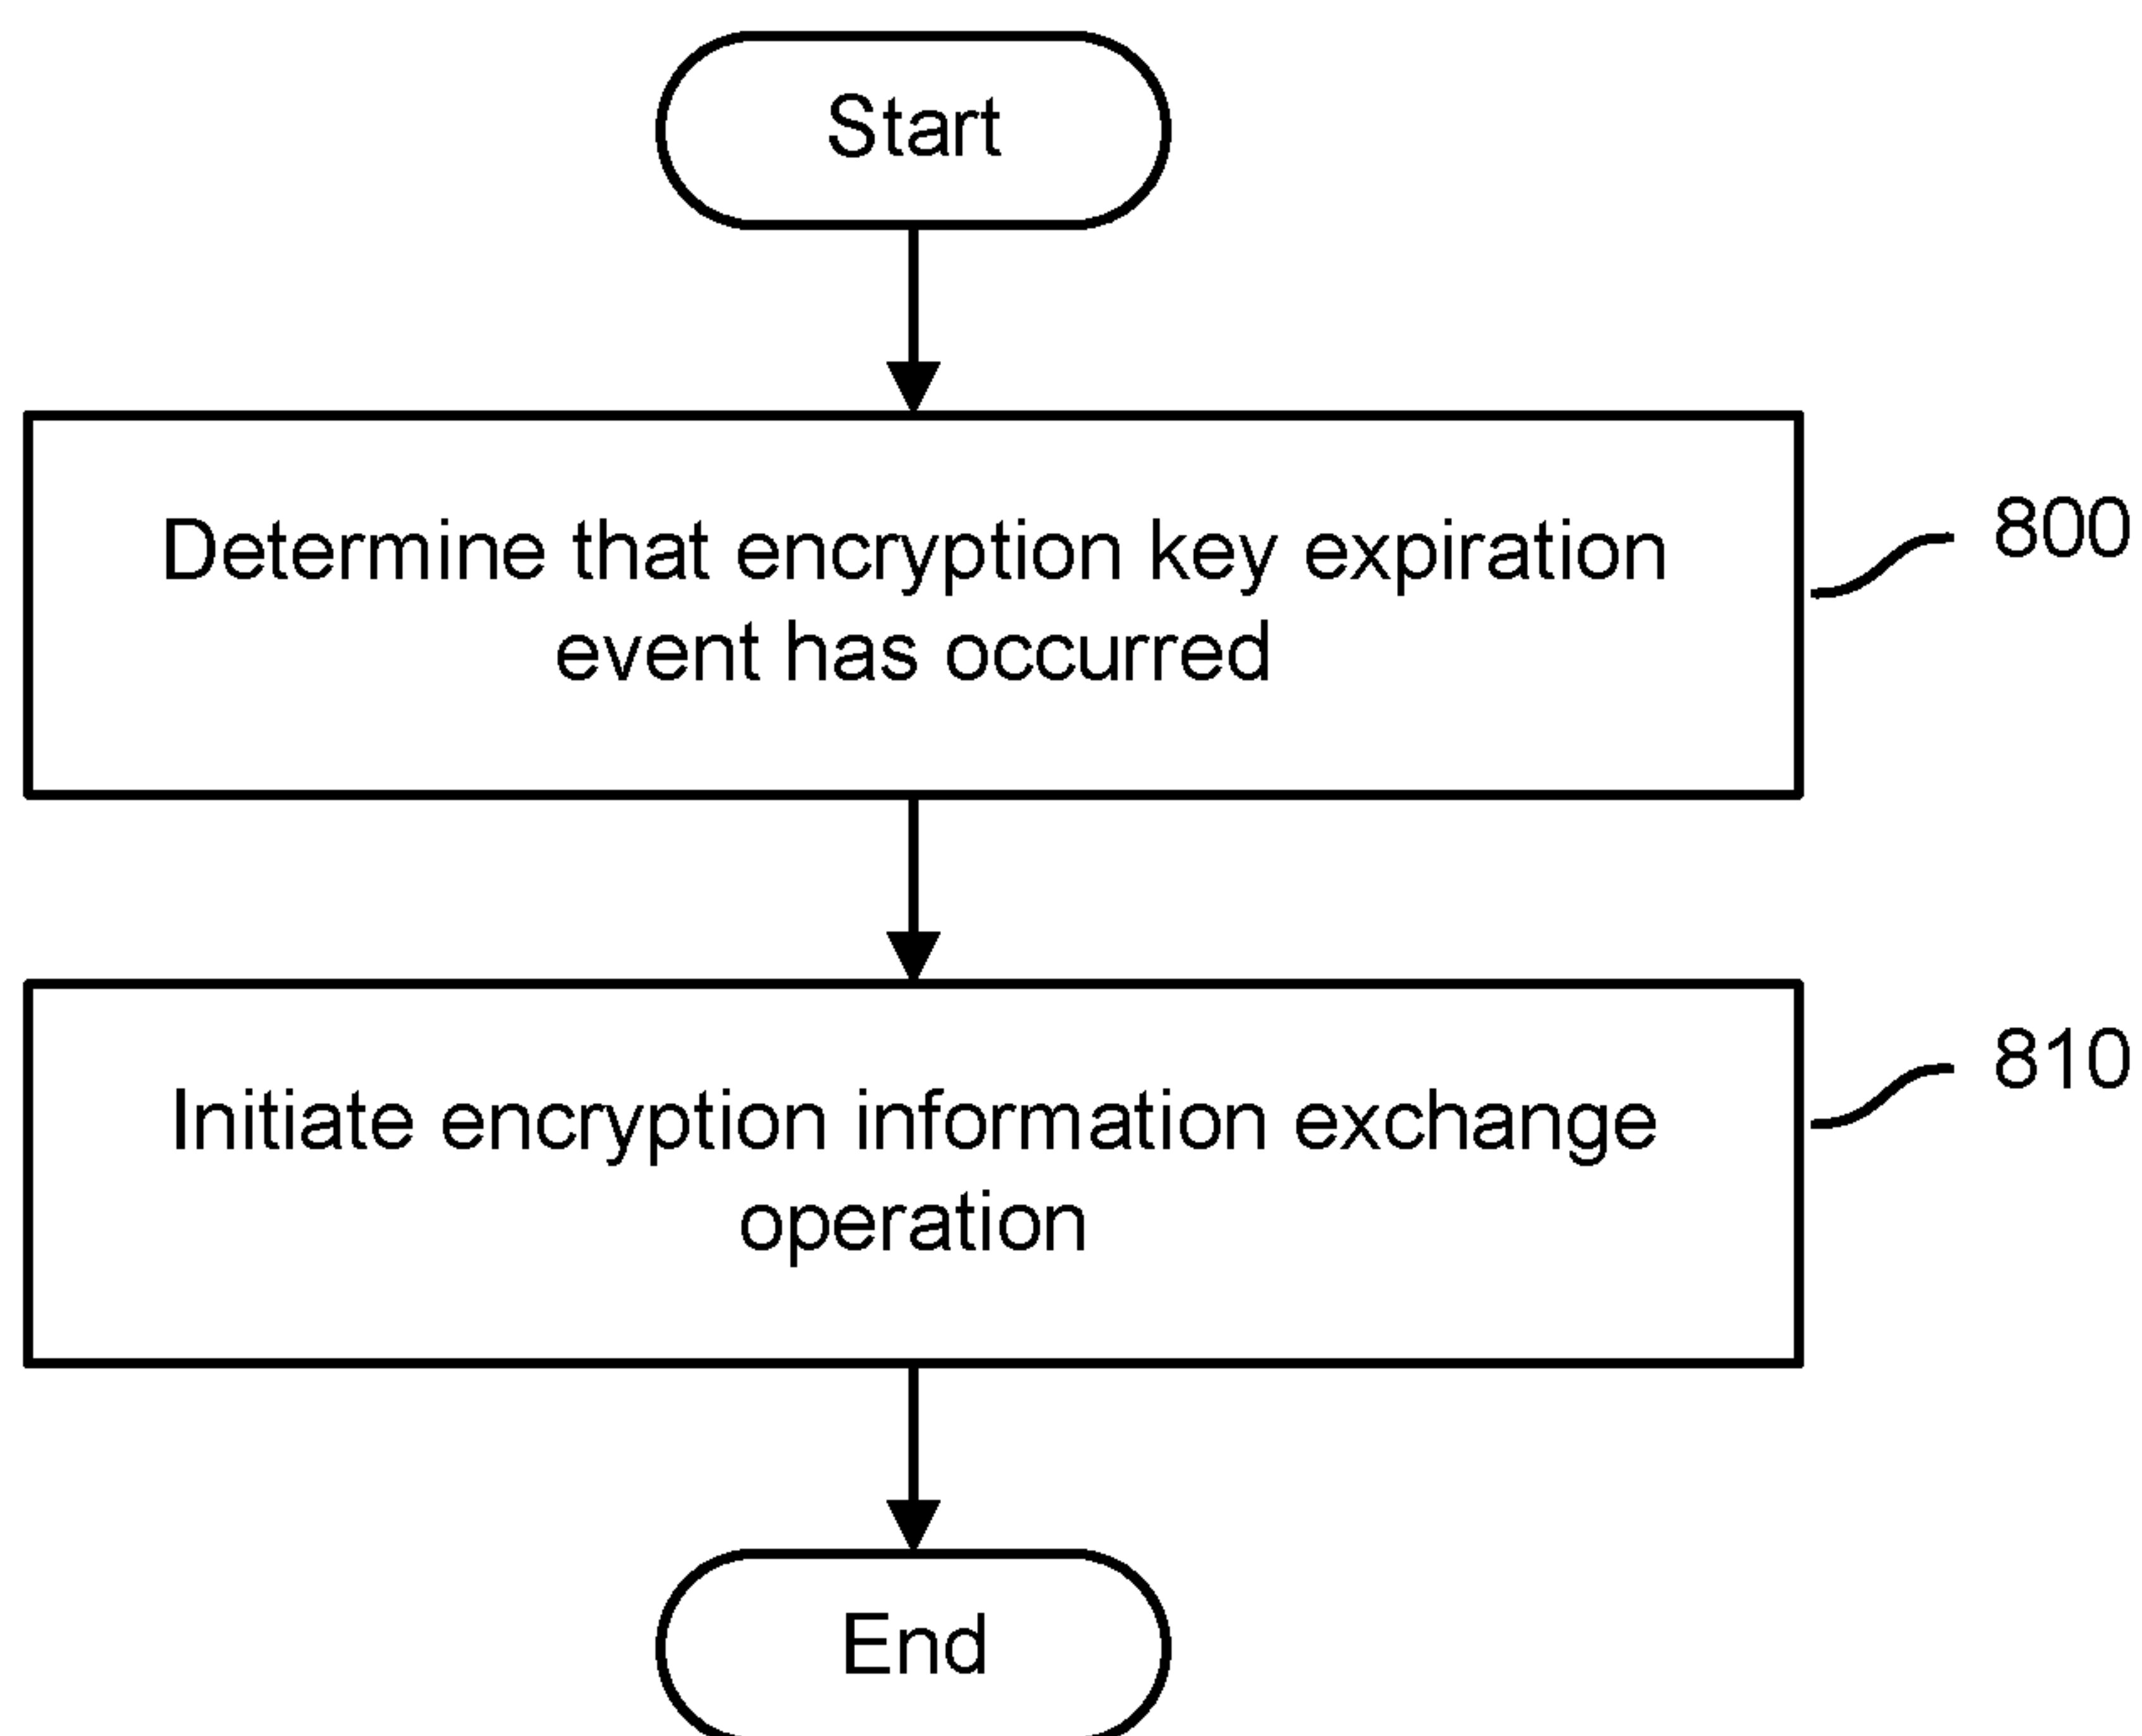 Start
Determine that encryption key expiration
event has occurred
800
Initiate encryption information exchange
operation
810
End